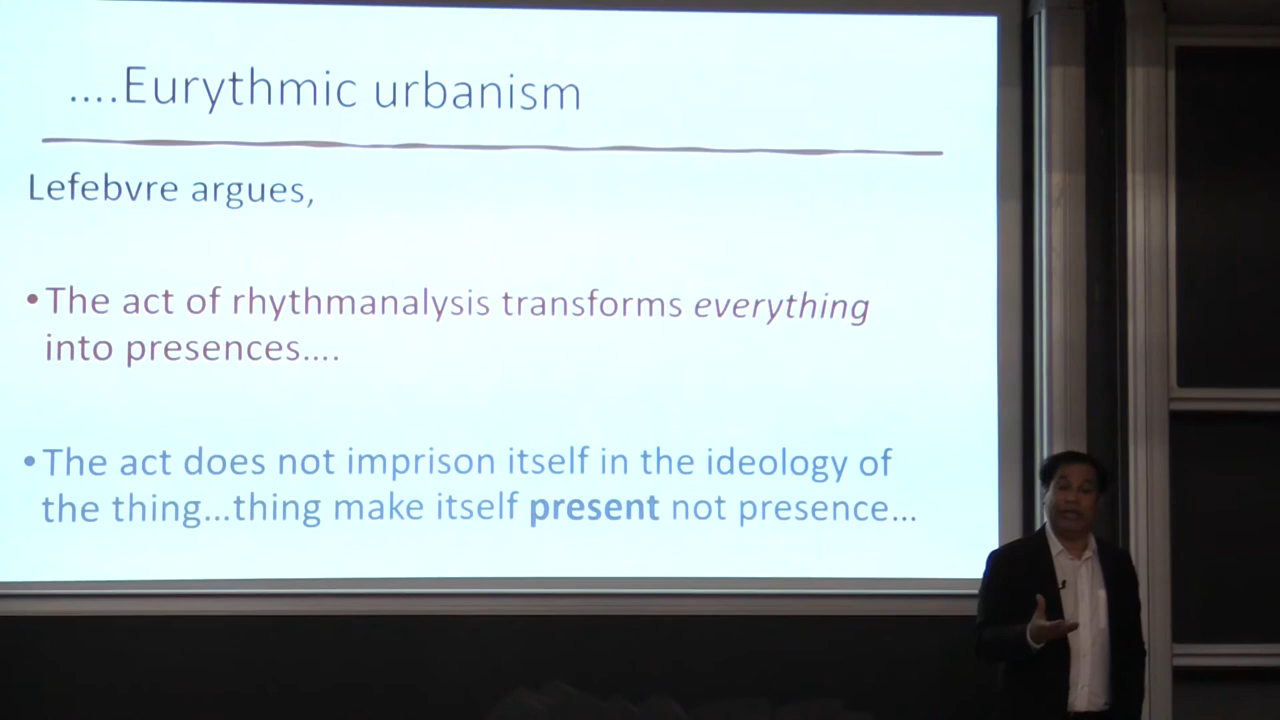 ....Eurythmic urbanism
Lefebvre argues,
•The act of rhythmanalysis transforms everything
into presences....
•The act does not imprison itself in the ideology of
the thing...thing make itself present not presence...